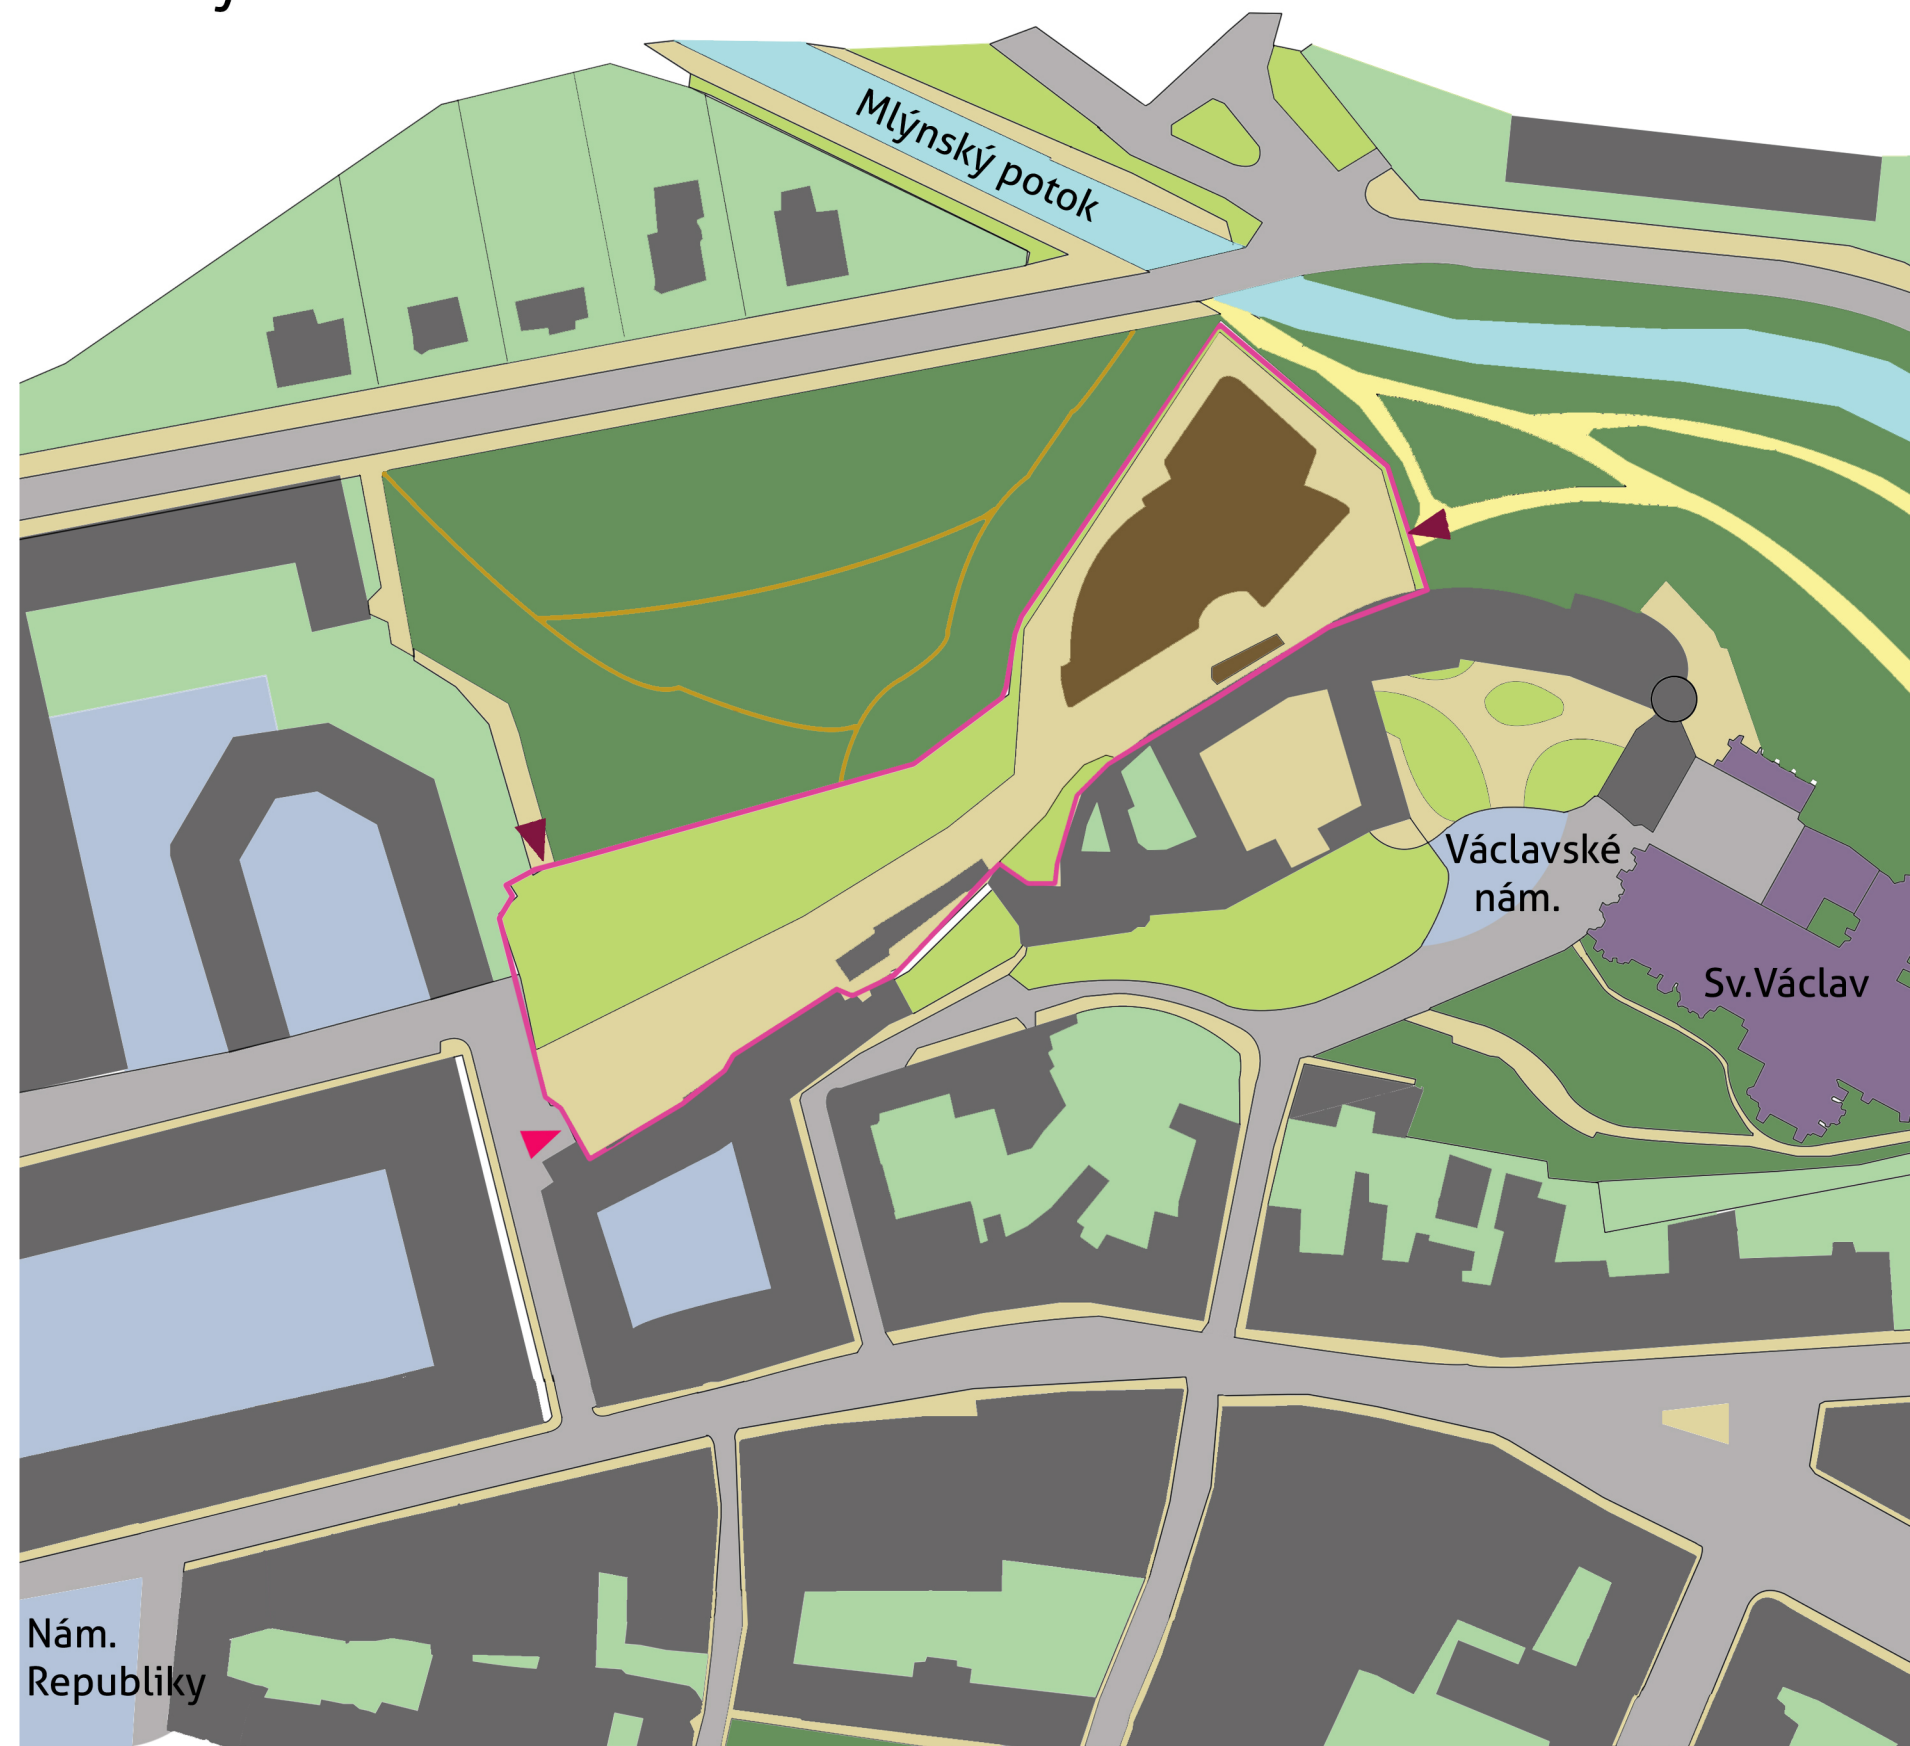 Mlýnský potok
Václavské
nám.
Sv.Václav
Nám.
Republiky